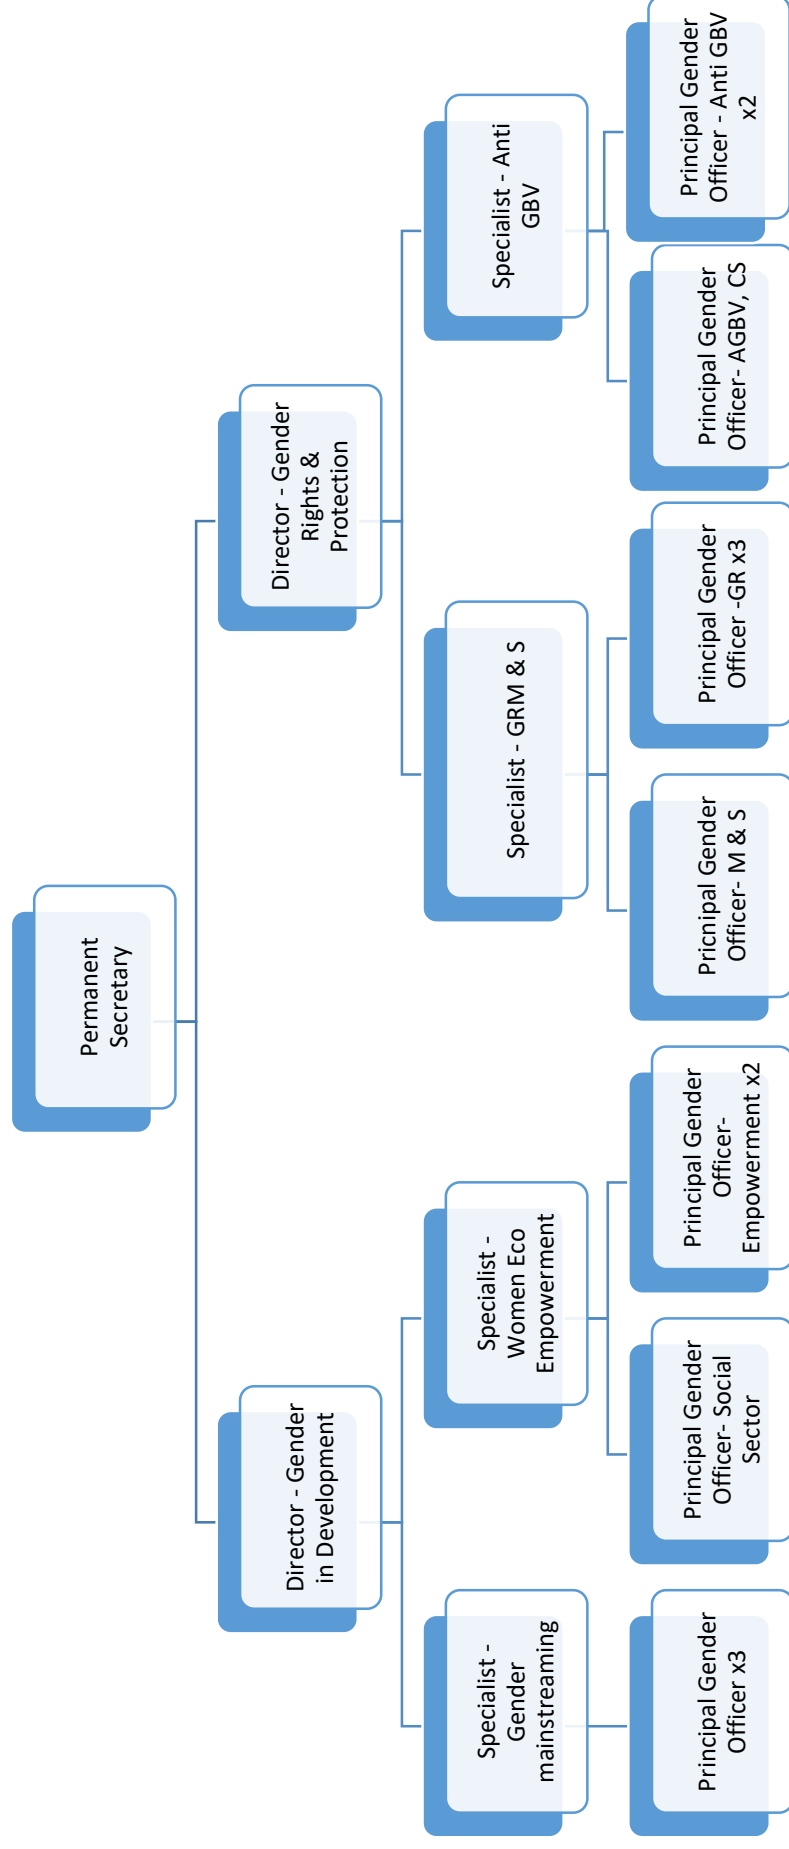 Permanent
Secretary
Director - Gender
in Development
Director - Gender
Rights &
Protection
Specialist -
Gender
mainstreaming
Specialist -
Women Eco
Empowerment
Specialist - GRM & S
Specialist - Anti
GBV
Principal Gender
Officer x3
Principal Gender
Officer- Social
Sector
Principal Gender
Officer-
Empowerment x2
Pricnipal Gender
Officer- M & S
Principal Gender
Officer -GR x3
Principal Gender
Officer- AGBV, CS
Principal Gender
Officer - Anti GBV
x2